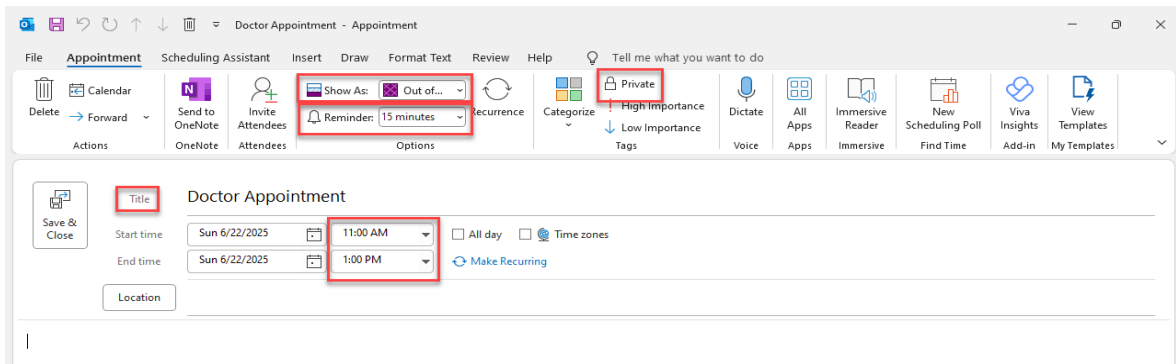 Doctor Appointment - Appointment
File Appointment Scheduling Assistant Insert Draw Format Text Review Help Tell me what you want to do
Delete
Calendar
Forward
Actions
Send to
OneNote
OneNote
Invite
Attendees
Attendees
Show As: Out of...
Reminder: 15 minutes
Recurrence
Options
Categorize
Private
High Importance
Low Importance
Tags
Dictate
Voice
All
Apps
Apps
Immersive
Reader
Immersive
New
Scheduling Poll
Find Time
Viva
Insights
Add-in
View
Templates
My Templates
Save &
Close
Title Doctor Appointment
Start time Sun 6/22/2025 11:00 AM All day Time zones
End time Sun 6/22/2025 1:00 PM Make Recurring
Location